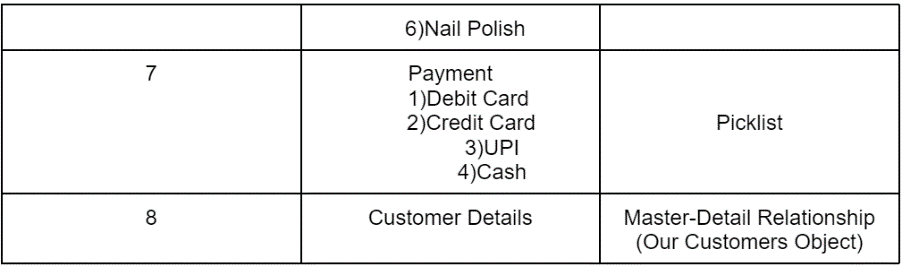 6)Nail Polish
7
Payment
1)Debit Card
2)Credit Card
3)UPI
4)Cash
Picklist
8
Customer Details
Master-Detail Relationship
(Our Customers Object)